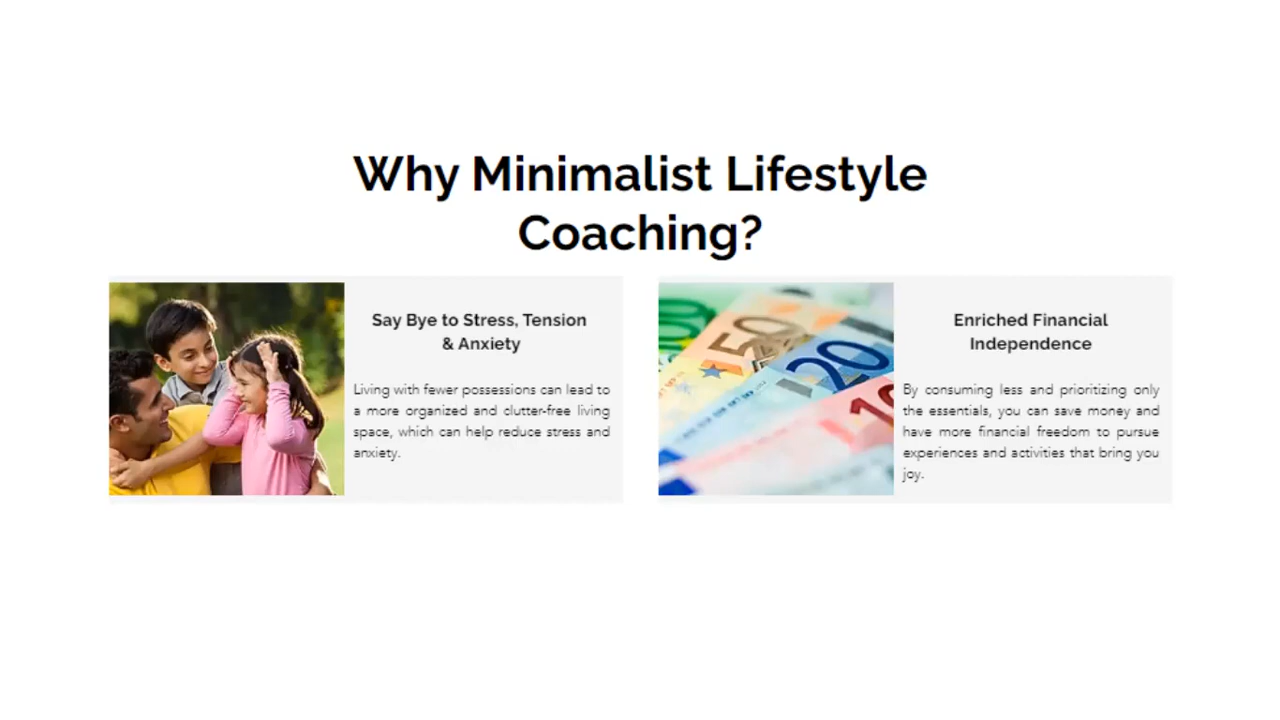 Why Minimalist Lifestyle
Coaching?
Say Bye to Stress, Tension
& Anxiety
Living with fewer possessions can lead to
a more organized and clutter-free living
space, which can help reduce stress and
anxiety.
50
20
Enriched Financial
Independence
By consuming less and prioritizing only
the essentials, you can save money and
have more financial freedom to pursue
experiences and activities that bring you
joy.